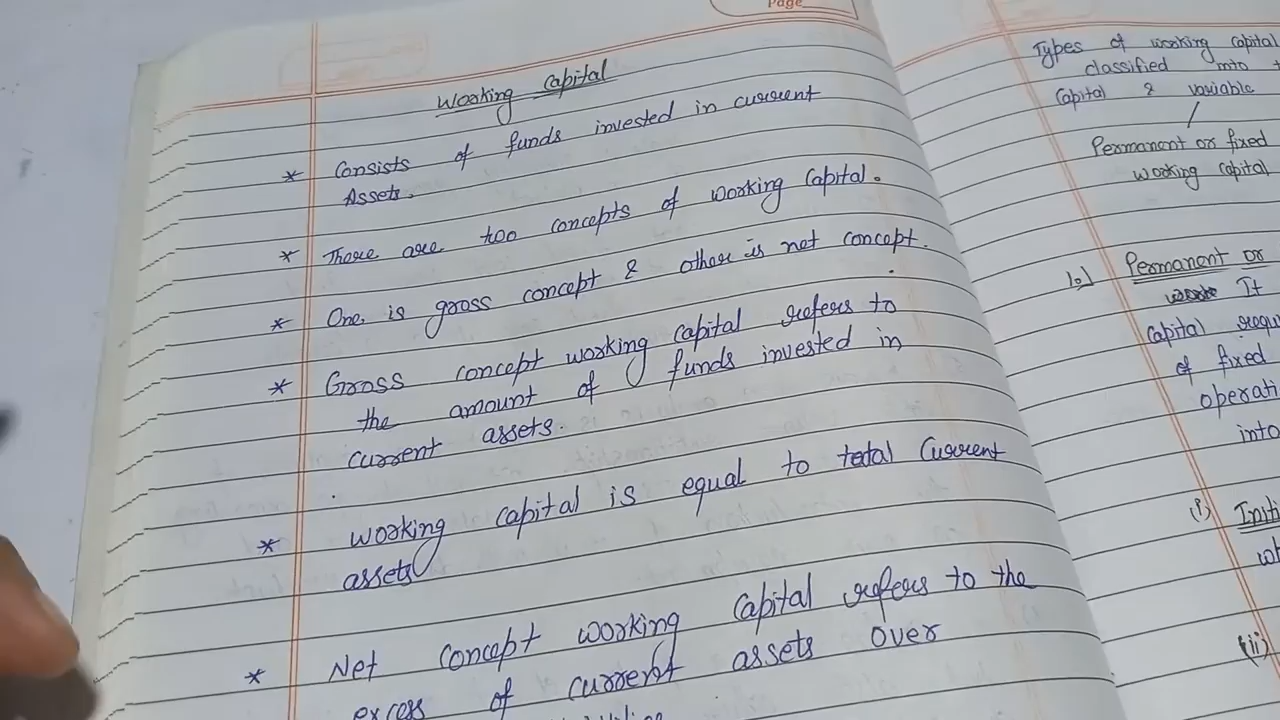 Page
Working Capital
* Consists of funds invested in current
Assets.
* There are two concepts of working Capital.
* One is gross concept & other is net concept.
* Gross concept working capital refers to
the amount of funds invested in
current assets.
* working capital is equal to total Current
assets
* Net concept working Capital refers to the
excess of current assets over
Types of working Capital
classified into
Capital & variable
Permanent or fixed
working Capital
Permanent or
It
Capital requi
of fixed
operati
into
(i) Initi
wh
(ii)